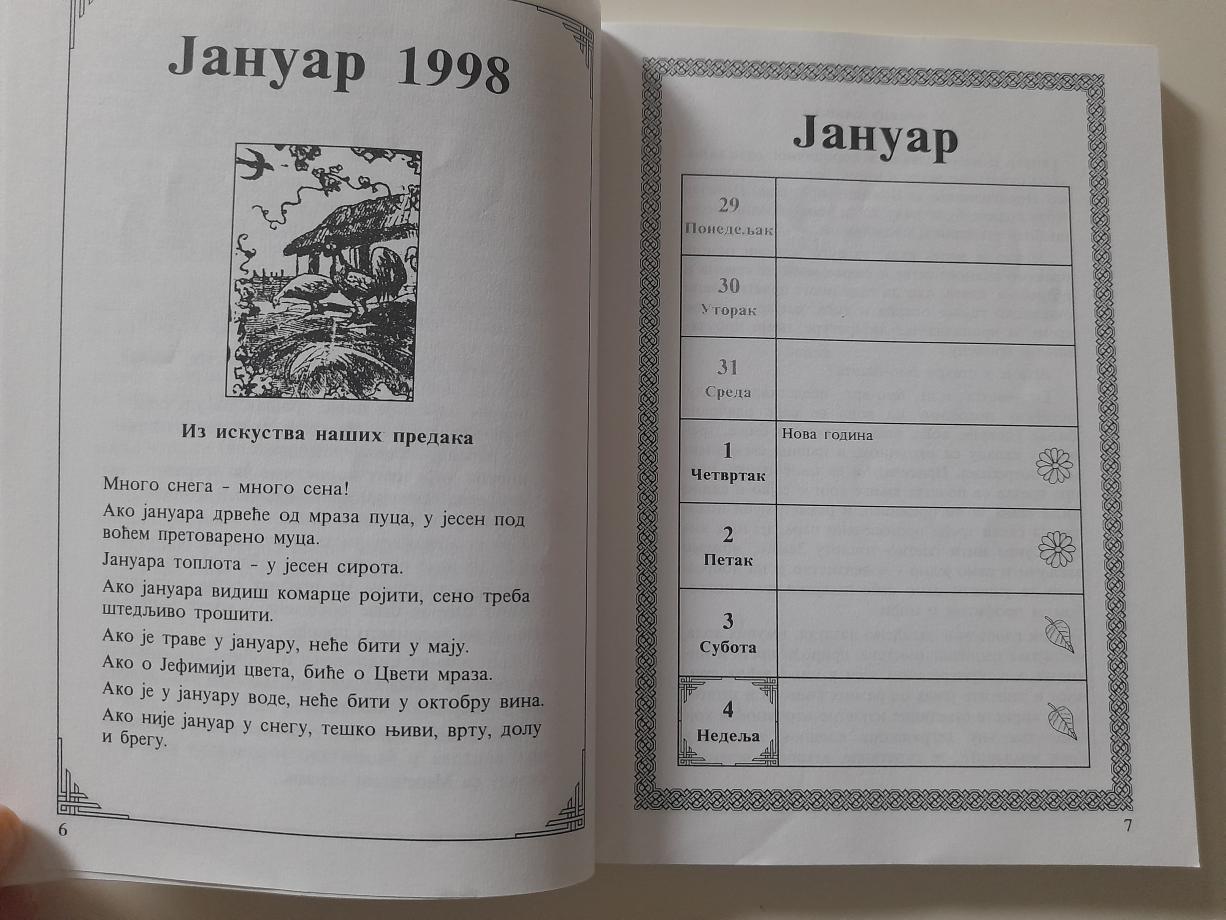 Јануар 1998
Из искуства наших предака
Много снега - много сена!
Ако јануара дрвеће од мраза пуца, у јесен под
воћем претоварено муца.
Јануара топлота - у јесен сирота.
Ако јануара видиш комарце ројити, сено треба
штедљиво трошити.
Ако је траве у јануару, неће бити у мају.
Ако о Јефимији цвета, биће о Цвети мраза.
Ако је у јануару воде, неће бити у октобру вина.
Ако није јануар у снегу, тешко њиви, врту, долу
и брегу.
6
Јануар
29
Понедељак
30
Уторак
31
Среда
1
Четвртак
Нова година
2
Петак
3
Субота
4
Недеља
7